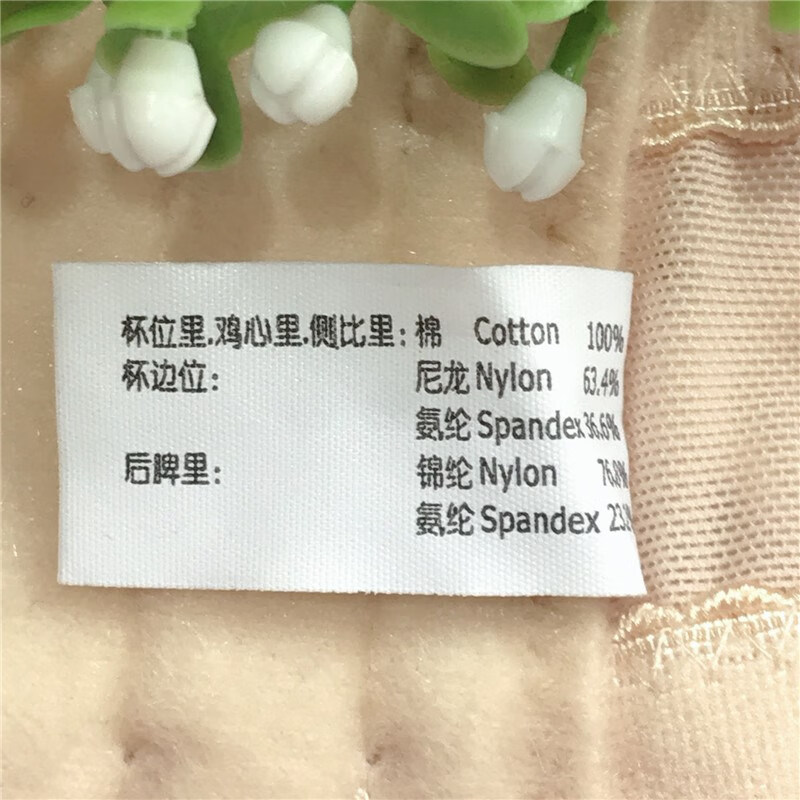 杯位里.鸡心里.侧比里：棉 Cotton 100%
杯边位： 尼龙 Nylon 63.4%
氨纶 Spandex 36.6%
后脾里： 锦纶 Nylon
氨纶 Spandex